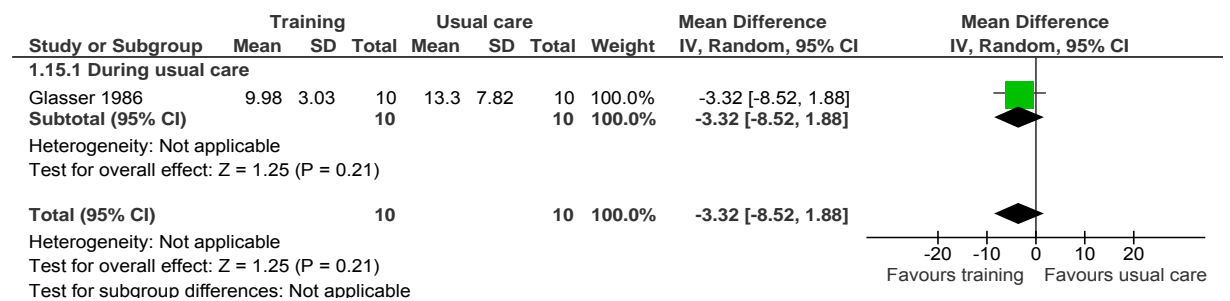 Training Usual care Mean Difference Mean Difference
Study or Subgroup Mean SD Total Mean SD Total Weight IV, Random, 95% CI IV, Random, 95% CI
1.15.1 During usual care
Glasser 1986 9.98 3.03 10 13.3 7.82 10 100.0% -3.32 [-8.52, 1.88]
Subtotal (95% CI) 10 10 100.0% -3.32 [-8.52, 1.88]
Heterogeneity: Not applicable
Test for overall effect: Z = 1.25 (P = 0.21)
Total (95% CI) 10 10 100.0% -3.32 [-8.52, 1.88]
Heterogeneity: Not applicable
Test for overall effect: Z = 1.25 (P = 0.21)
Test for subgroup differences: Not applicable
-20 -10 0 10 20
Favours training Favours usual care